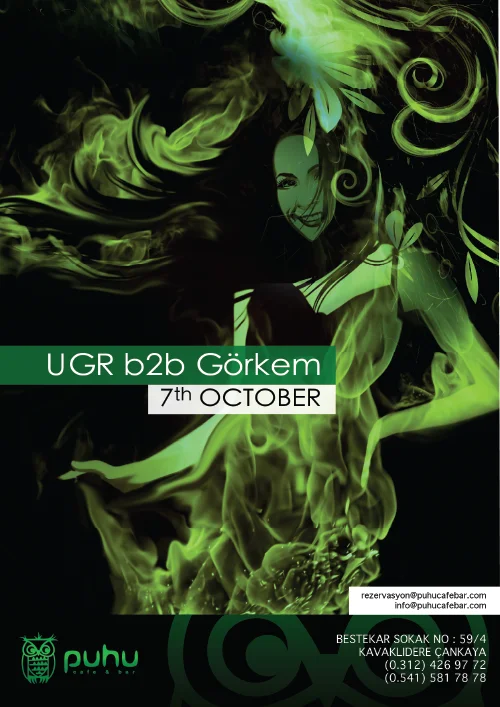 UGR b2b Görkem
7th OCTOBER
rezervasyon@puhucafebar.com
info@puhucafebar.com
puhu
cafe & bar
BESTEKAR SOKAK NO : 59/4
KAVAKLIDERE ÇANKAYA
(0.312) 426 97 72
(0.541) 581 78 78